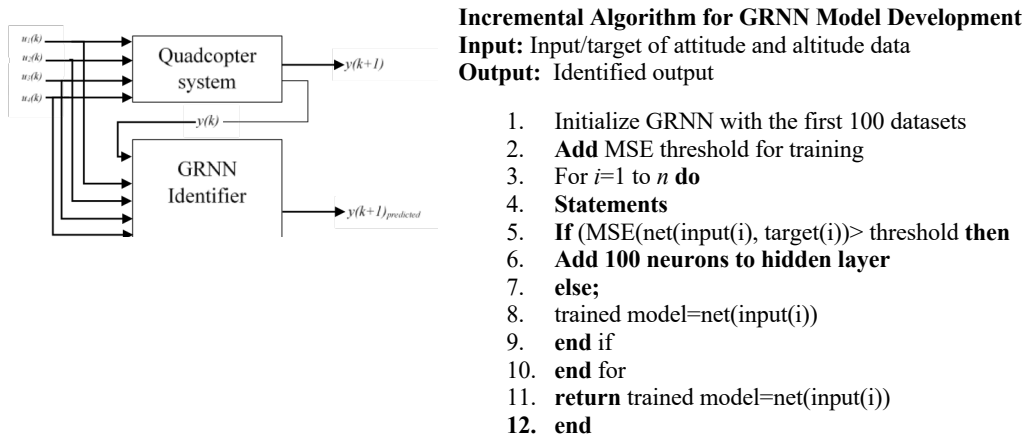 u₁(k)
u₂(k)
u₃(k)
u₄(k)
Quadcopter
system
y(k+1)
y(k)
GRNN
Identifier
y(k+1)predicted
Incremental Algorithm for GRNN Model Development
Input: Input/target of attitude and altitude data
Output: Identified output
1. Initialize GRNN with the first 100 datasets
2. Add MSE threshold for training
3. For i=1 to n do
4. Statements
5. If (MSE(net(input(i), target(i))> threshold then
6. Add 100 neurons to hidden layer
7. else;
8. trained model=net(input(i))
9. end if
10. end for
11. return trained model=net(input(i))
12. end